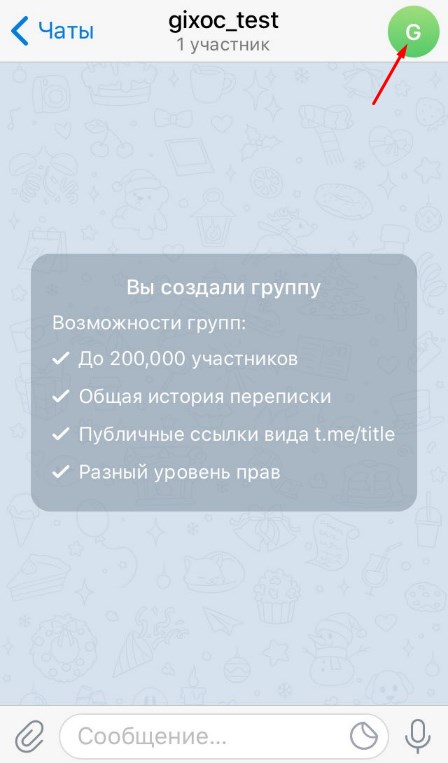 Чаты
gixoc_test
1 участник
G
Вы создали группу
Возможности групп:
До 200,000 участников
Общая история переписки
Публичные ссылки вида t.me/title
Разный уровень прав
Сообщение...